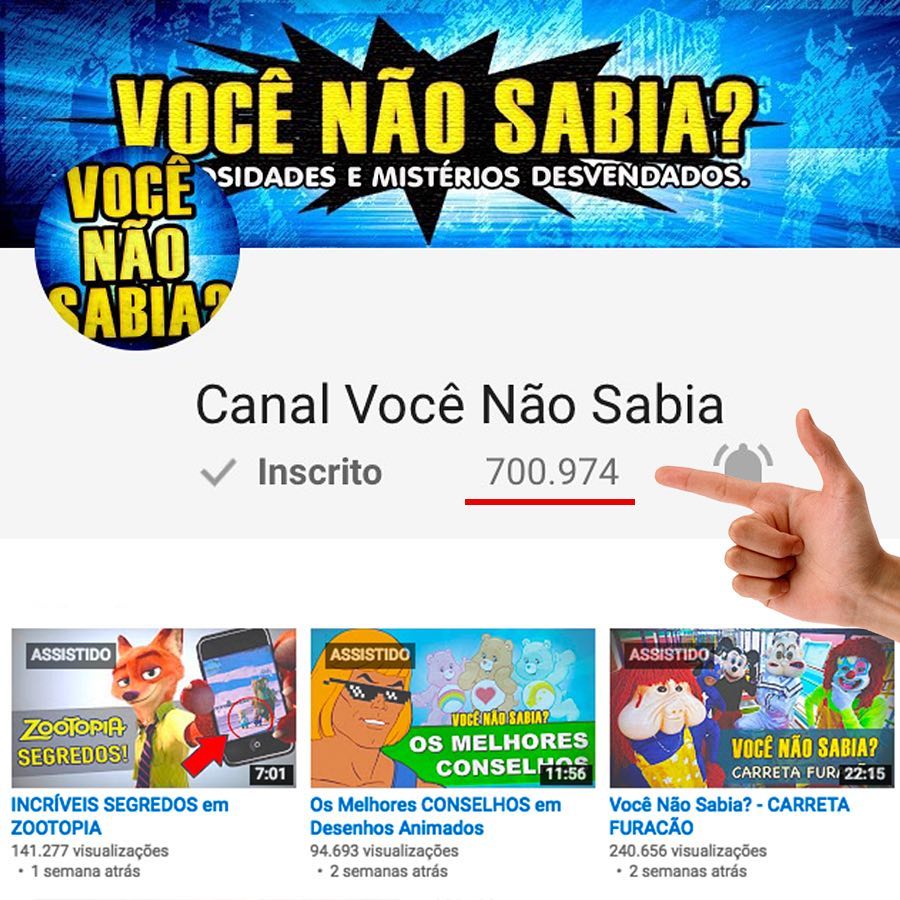 VOCÊ NÃO SABIA?
OSIDADES E MISTÉRIOS DESVENDADOS.
VOCÊ
NÃO
SABIA?
Canal Você Não Sabia
Inscrito 700.974
ASSISTIDO
ZOOTOPIA
SEGREDOS!
7:01
ASSISTIDO
VOCÊ NÃO SABIA?
OS MELHORES
CONSELHOS
11:56
ASSISTIDO
VOCÊ NÃO SABIA?
CARRETA FURACÃO
22:15
INCRÍVEIS SEGREDOS em
ZOOTOPIA
141.277 visualizações
• 1 semana atrás
Os Melhores CONSELHOS em
Desenhos Animados
94.693 visualizações
• 2 semanas atrás
Você Não Sabia? - CARRETA
FURACÃO
240.656 visualizações
• 2 semanas atrás